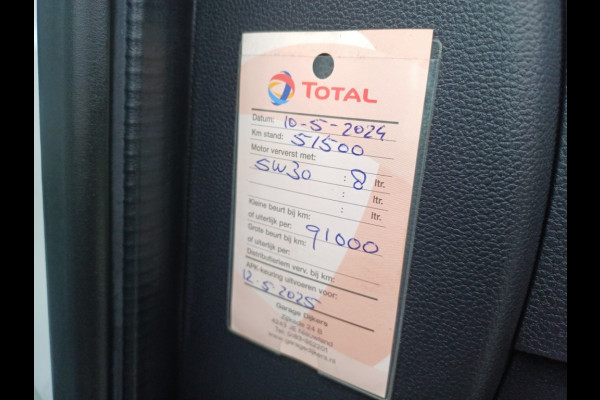 TOTAL
Datum: 10-5-2024
Km stand: 51500
Motor ververst met:
5W30 : 8 ltr.
: ltr.
: ltr.
Kleine beurt bij km:
of uiterlijk per:
Grote beurt bij km: 91000
of uiterlijk per:
Distributieriem verv. bij km:
APK-keuring uitvoeren voor:
12-5-2025
Garage Dijkers